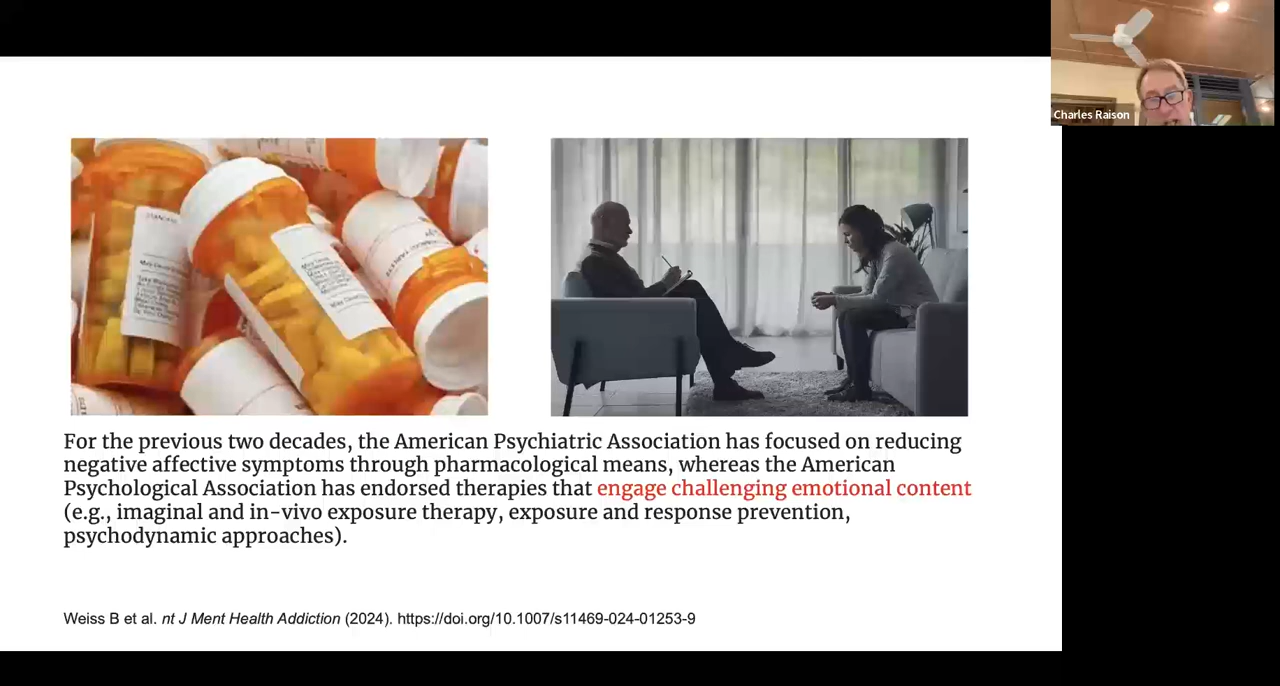 Charles Raison
For the previous two decades, the American Psychiatric Association has focused on reducing
negative affective symptoms through pharmacological means, whereas the American
Psychological Association has endorsed therapies that engage challenging emotional content
(e.g., imaginal and in-vivo exposure therapy, exposure and response prevention,
psychodynamic approaches).
Weiss B et al. nt J Ment Health Addiction (2024). https://doi.org/10.1007/s11469-024-01253-9